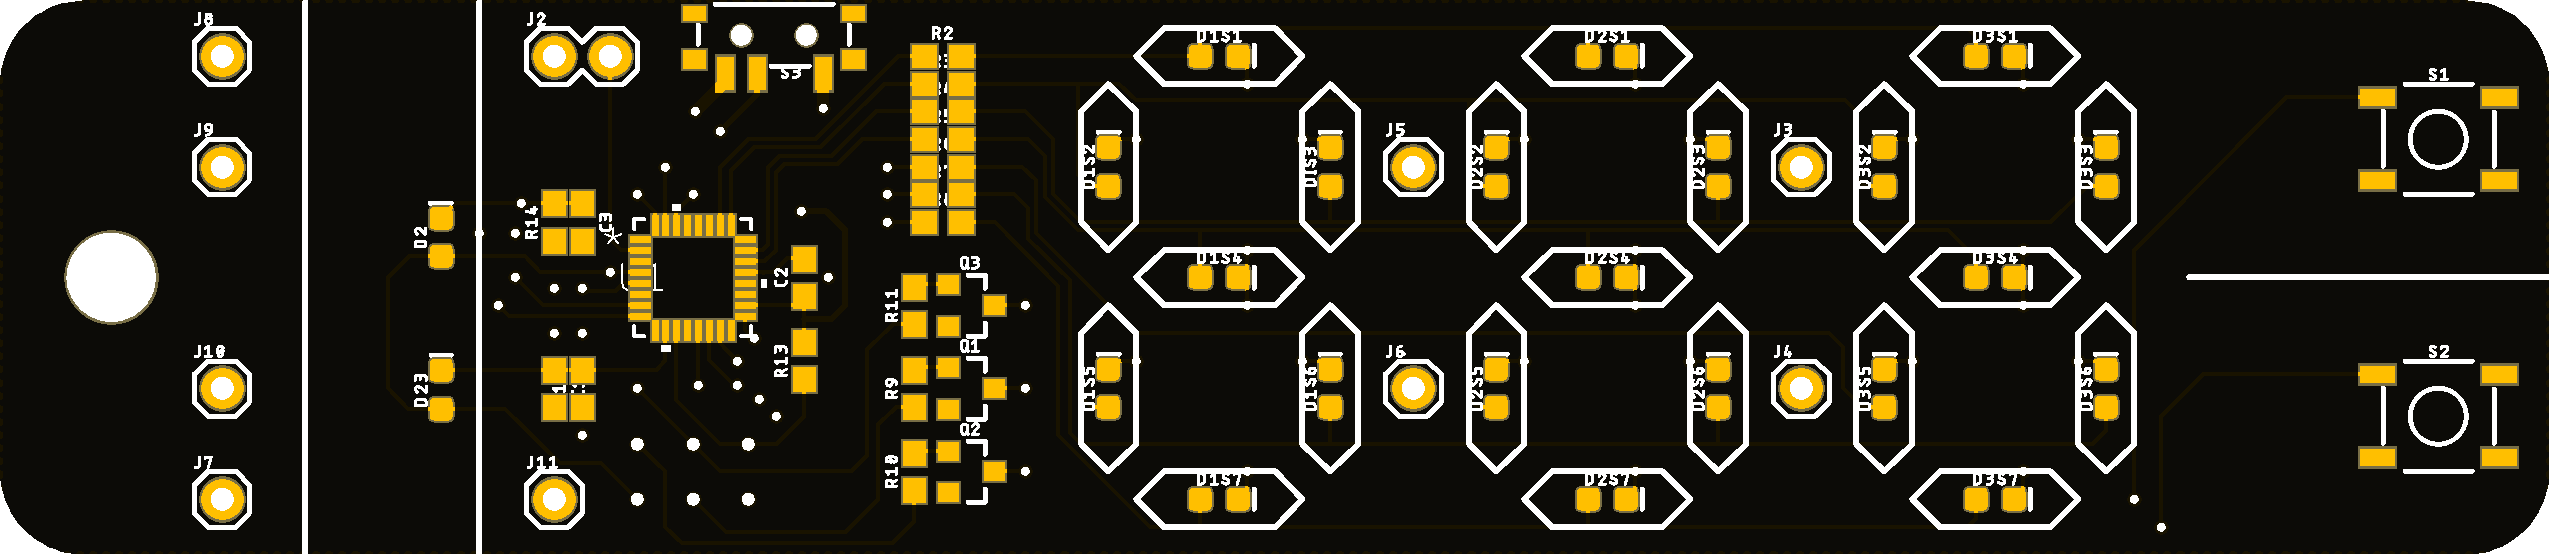 J8
J2
R2
D1S1
D2S1
D3S1
S3
S1
J9
J5
J3
D1S2
D1S3
D2S2
D2S3
D3S2
D3S3
D2
R14
C3
C2
Q3
D1S4
D2S4
D3S4
R11
J10
R13
Q1
J6
J4
S2
D23
R9
D1S5
D1S6
D2S5
D2S6
D3S5
D3S6
Q2
J7
J11
R10
D1S7
D2S7
D3S7